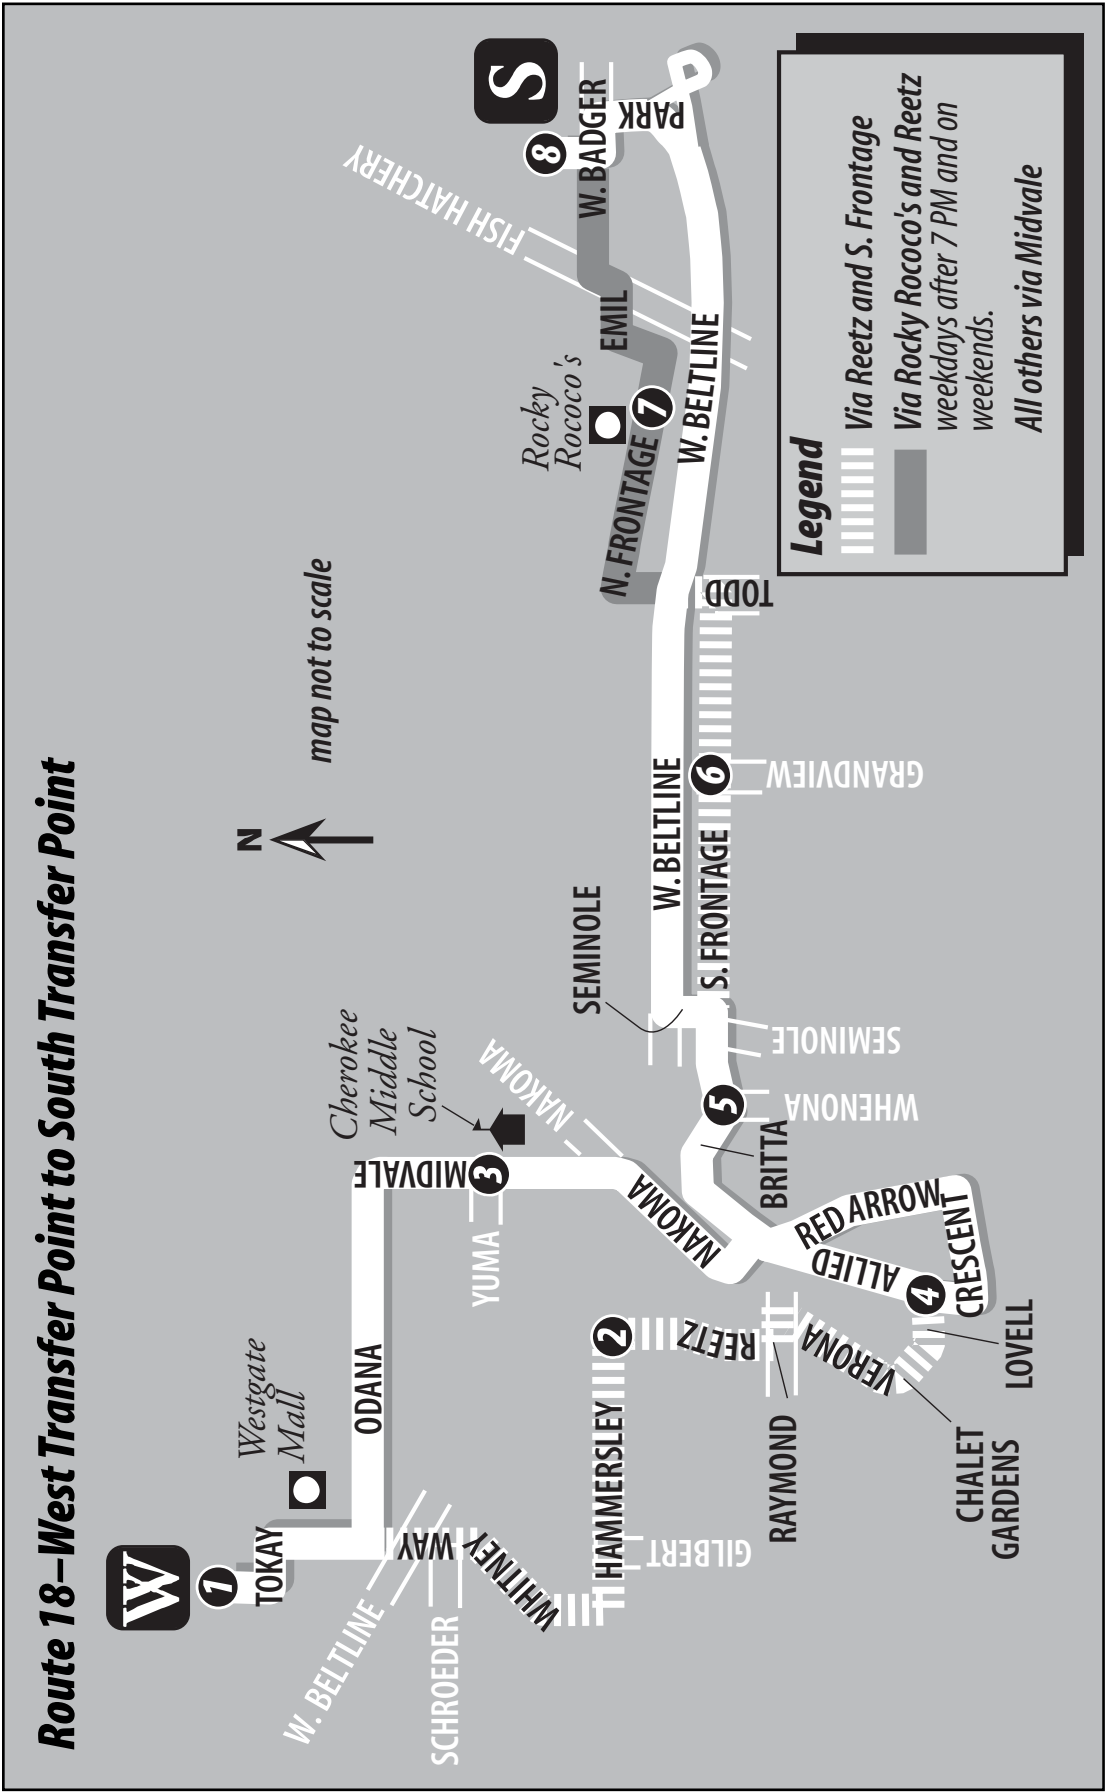 Route 18–West Transfer Point to South Transfer Point
W
1
TOKAY
Westgate
Mall
W. BELTLINE
SCHROEDER
WHITNEY
WAY
ODANA
MIDVALE
Cherokee
Middle
School
YUMA
3
NAKOMA
NAKOMA
HAMMERSLEY
GILBERT
2
REETZ
RAYMOND
VERONA
CHALET
GARDENS
LOVELL
4
ALLIED
CRESCENT
RED ARROW
BRITTA
5
WHENONA
SEMINOLE
SEMINOLE
N
map not to scale
W. BELTLINE
S. FRONTAGE
6
GRANDVIEW
TODD
N. FRONTAGE
Rocky
Rococo's
7
W. BELTLINE
EMIL
FISH HATCHERY
W. BADGER
8
S
PARK
Legend
Via Reetz and S. Frontage
Via Rocky Rococo's and Reetz
weekdays after 7 PM and on
weekends.
All others via Midvale